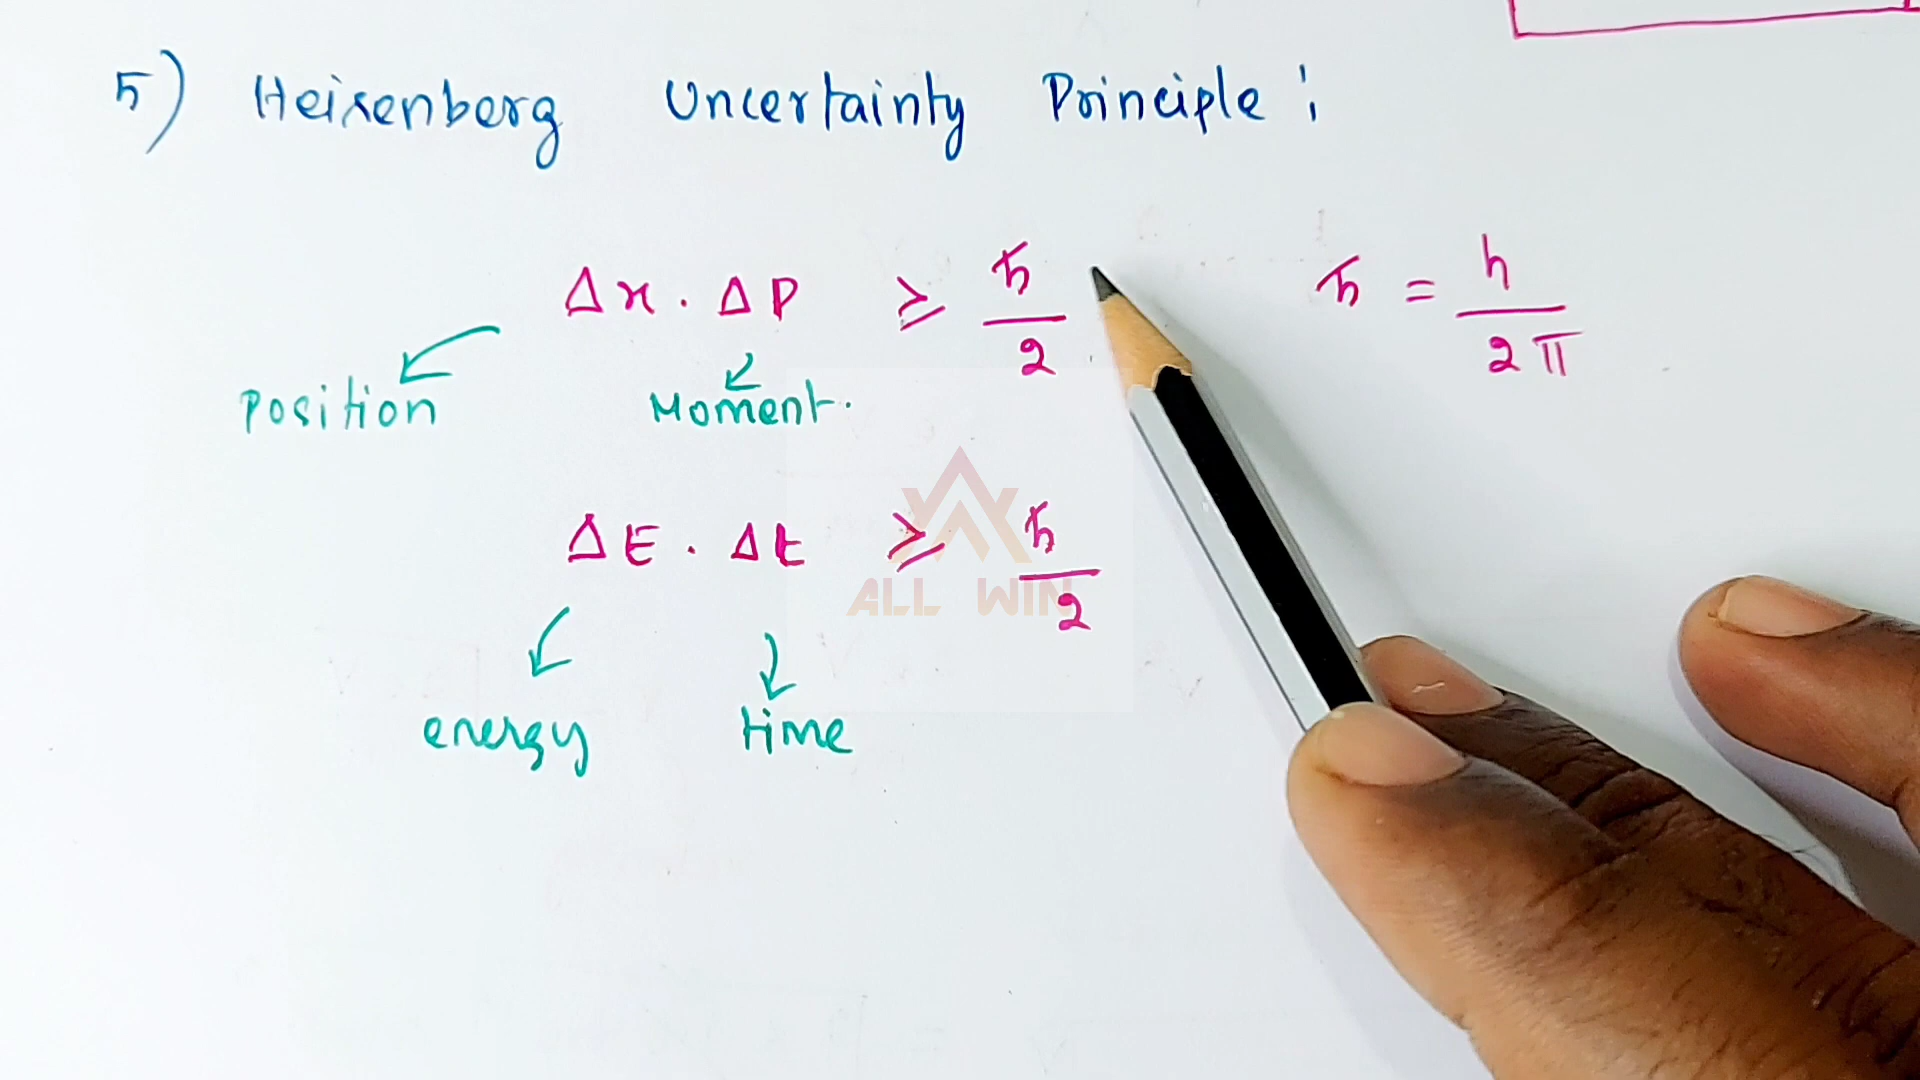 5) Heisenberg Uncertainty Principle :
Δx . ΔP ≥ ħ/2 ħ = h/2π
Position Moment.
ΔE . Δt ≥ ħ/2
ALL WIN
energy time